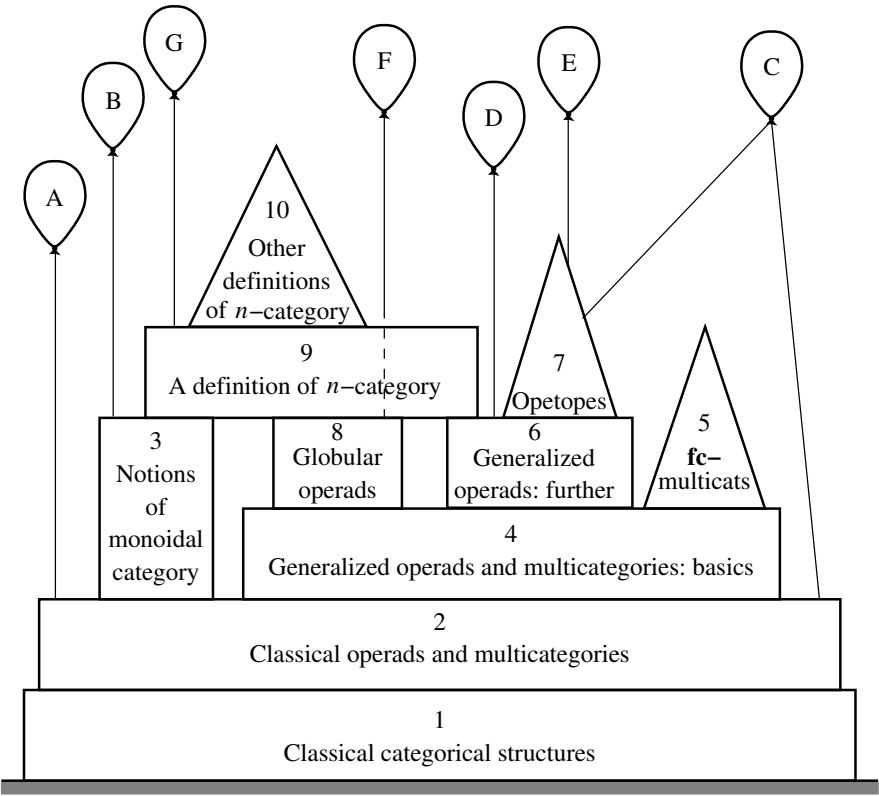 G
F
E
C
B
D
A
10
Other
definitions
of n−category
9
A definition of n−category
7
Opetopes
5
fc−
multicats
3
Notions
of
monoidal
category
8
Globular
operads
6
Generalized
operads: further
4
Generalized operads and multicategories: basics
2
Classical operads and multicategories
1
Classical categorical structures